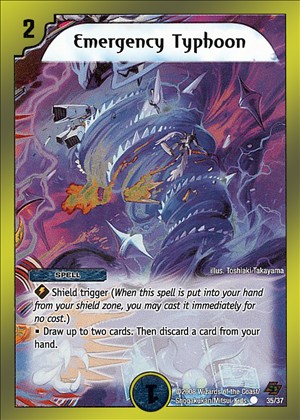 2
Emergency Typhoon
illus. Toshiaki Takayama
SPELL
Shield trigger (When this spell is put into your hand
from your shield zone, you may cast it immediately for
no cost.)
▪ Draw up to two cards. Then discard a card from your
hand.
©2008 Wizards of the Coast/
Shogakukan/Mitsui-Kids
35/37